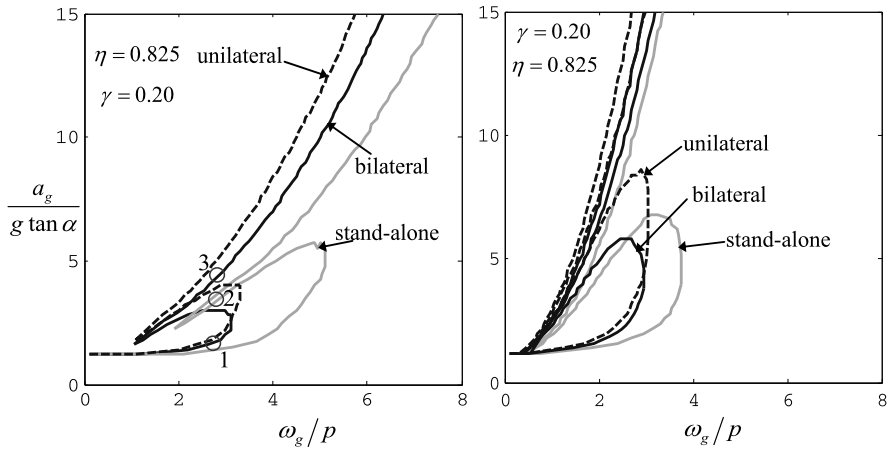 15
10
5
0
a_g
g tan α
η = 0.825
γ = 0.20
unilateral
bilateral
stand-alone
3
2
1
0 2 4 6 8
ω_g/p
15
10
5
0
γ = 0.20
η = 0.825
unilateral
bilateral
stand-alone
0 2 4 6 8
ω_g/p